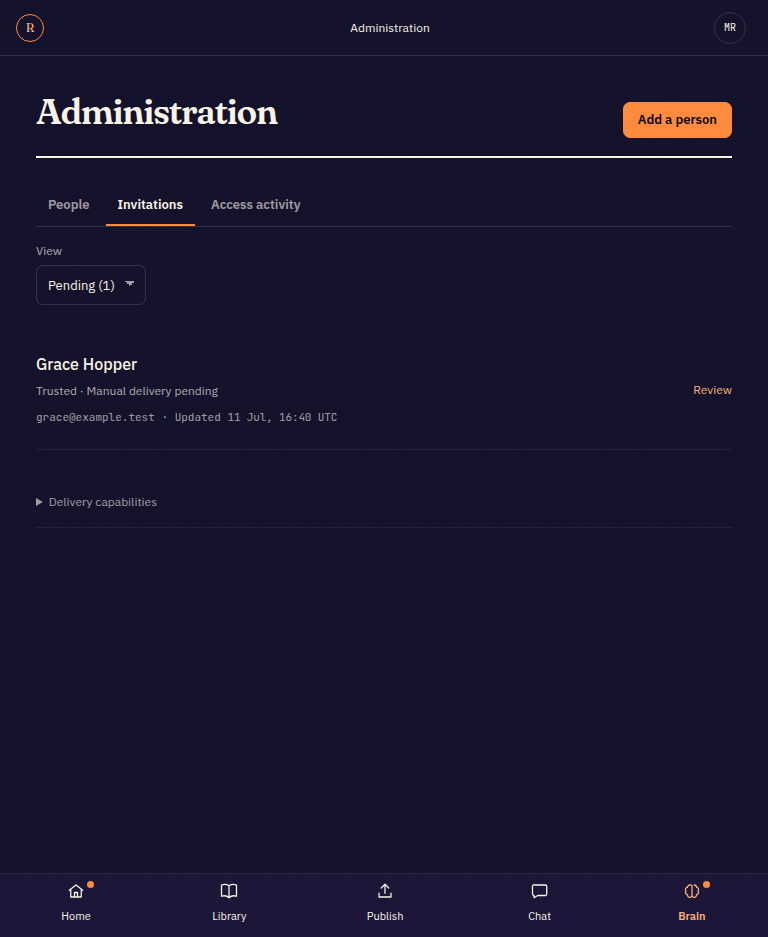 R
Administration
MR
Administration
Add a person
People
Invitations
Access activity
View
Pending (1)
Grace Hopper
Trusted · Manual delivery pending
Review
grace@example.test · Updated 11 Jul, 16:40 UTC
Delivery capabilities
Home
Library
Publish
Chat
Brain